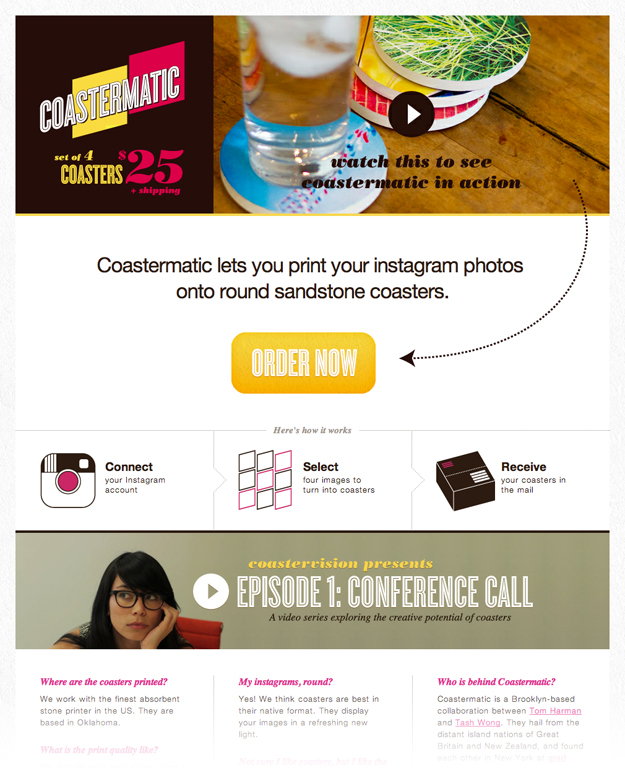 COASTERMATIC
set of 4
COASTERS
$25
+ shipping
watch this to see
coastermatic in action
Coastermatic lets you print your instagram photos
onto round sandstone coasters.
ORDER NOW
Here's how it works
Connect
your Instagram
account
Select
four images to
turn into coasters
Receive
your coasters in
the mail
coastervision presents
EPISODE 1: CONFERENCE CALL
A video series exploring the creative potential of coasters
Where are the coasters printed?
We work with the finest absorbent
stone printer in the US. They are
based in Oklahoma.
What is the print quality like?
My instagrams, round?
Yes! We think coasters are best in
their native format. They display
your images in a refreshing new
light.
Who is behind Coastermatic?
Coastermatic is a Brooklyn-based
collaboration between Tom Harman
and Tash Wong. They hail from the
distant island nations of Great
Britain and New Zealand, and found
each other in New York at grad